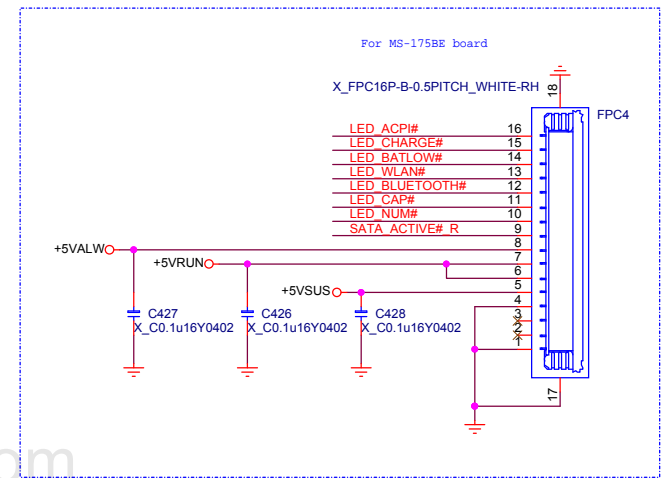 For MS-175BE board
X_FPC16P-B-0.5PITCH_WHITE-RH
18
FPC4
LED_ACPI# 16
LED_CHARGE# 15
LED_BATLOW# 14
LED_WLAN# 13
LED_BLUETOOTH# 12
LED_CAP# 11
LED_NUM# 10
SATA_ACTIVE#_R 9
+5VALW 8
+5VRUN 7
6
+5VSUS 5
4
3
2
1
C427
X_C0.1u16Y0402
C426
X_C0.1u16Y0402
C428
X_C0.1u16Y0402
17
om